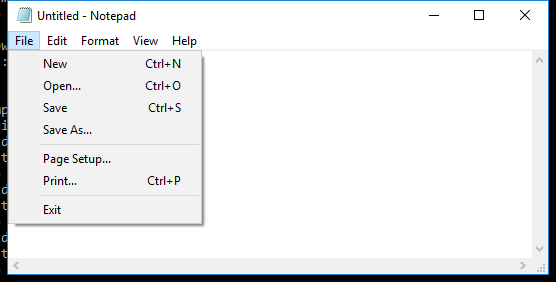 Untitled - Notepad
File Edit Format View Help
New Ctrl+N
Open... Ctrl+O
Save Ctrl+S
Save As...
Page Setup...
Print... Ctrl+P
Exit